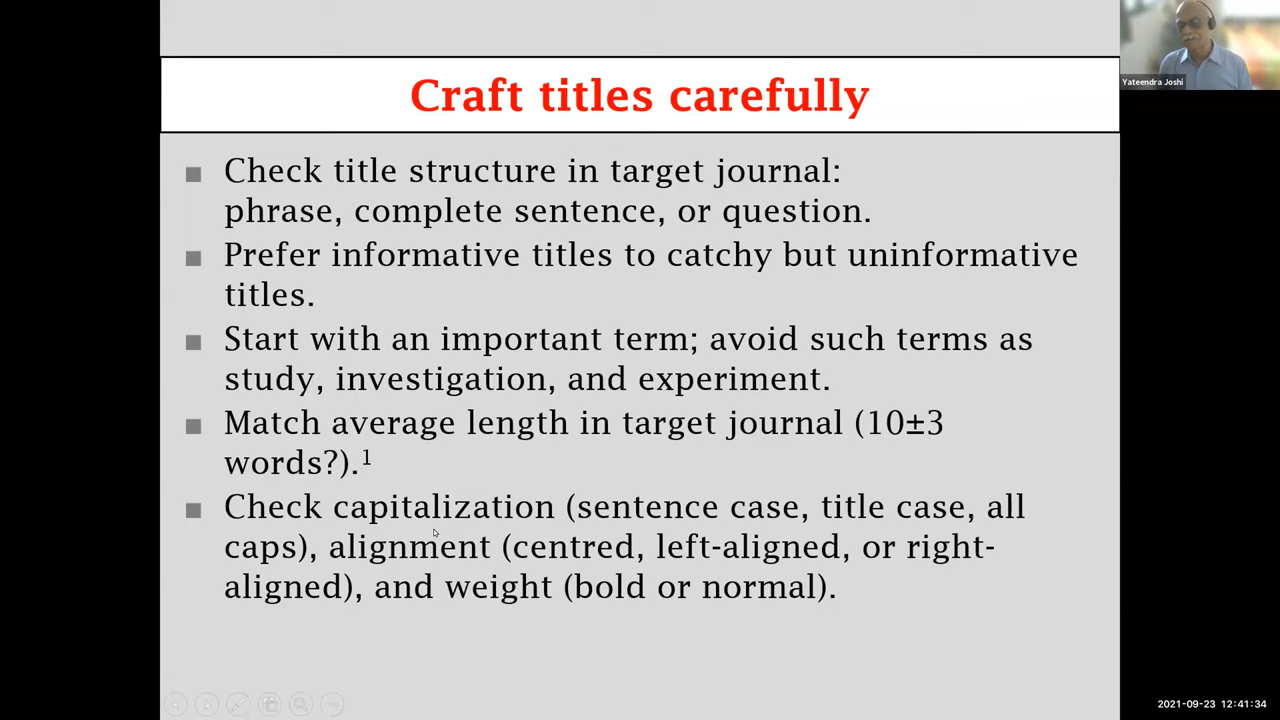 Craft titles carefully
Yateendra Joshi
■ Check title structure in target journal:
phrase, complete sentence, or question.
■ Prefer informative titles to catchy but uninformative
titles.
■ Start with an important term; avoid such terms as
study, investigation, and experiment.
■ Match average length in target journal (10±3
words?).¹
■ Check capitalization (sentence case, title case, all
caps), alignment (centred, left-aligned, or right-
aligned), and weight (bold or normal).
2021-09-23 12:41:34